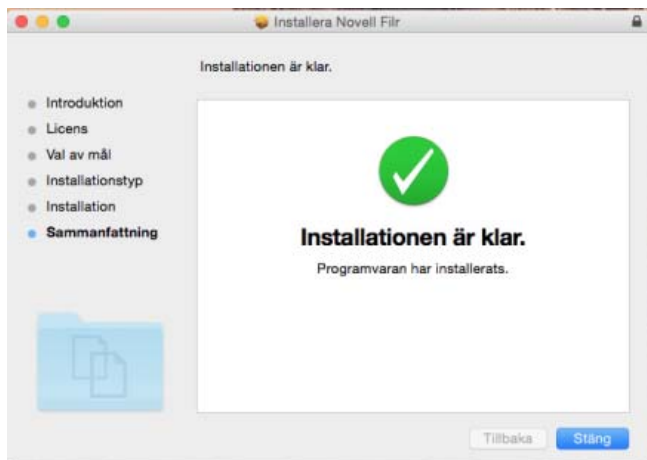 Installera Novell Filr
Installationen är klar.
Introduktion
Licens
Val av mål
Installationstyp
Installation
Sammanfattning
Installationen är klar.
Programvaran har installerats.
Tillbaka
Stäng